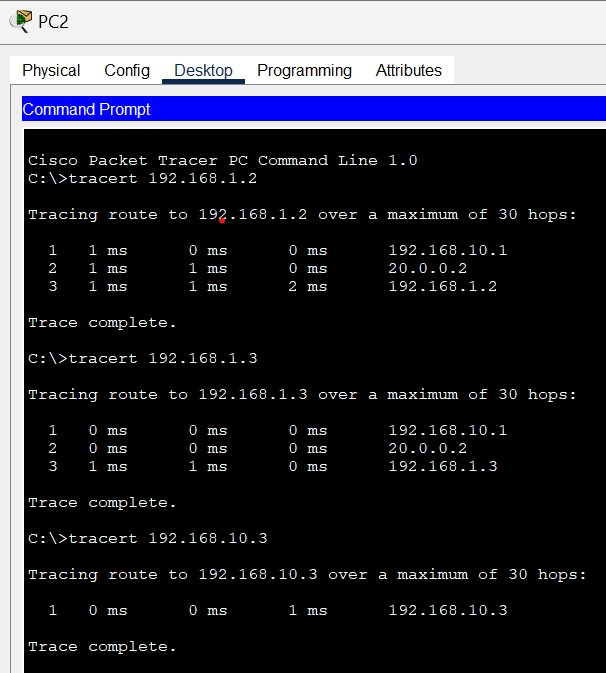 PC2
Physical Config Desktop Programming Attributes
Command Prompt
Cisco Packet Tracer PC Command Line 1.0
C:\>tracert 192.168.1.2
Tracing route to 192.168.1.2 over a maximum of 30 hops:
1 1 ms 0 ms 0 ms 192.168.10.1
2 1 ms 1 ms 0 ms 20.0.0.2
3 1 ms 1 ms 2 ms 192.168.1.2
Trace complete.
C:\>tracert 192.168.1.3
Tracing route to 192.168.1.3 over a maximum of 30 hops:
1 0 ms 0 ms 0 ms 192.168.10.1
2 0 ms 0 ms 0 ms 20.0.0.2
3 1 ms 1 ms 0 ms 192.168.1.3
Trace complete.
C:\>tracert 192.168.10.3
Tracing route to 192.168.10.3 over a maximum of 30 hops:
1 0 ms 0 ms 1 ms 192.168.10.3
Trace complete.